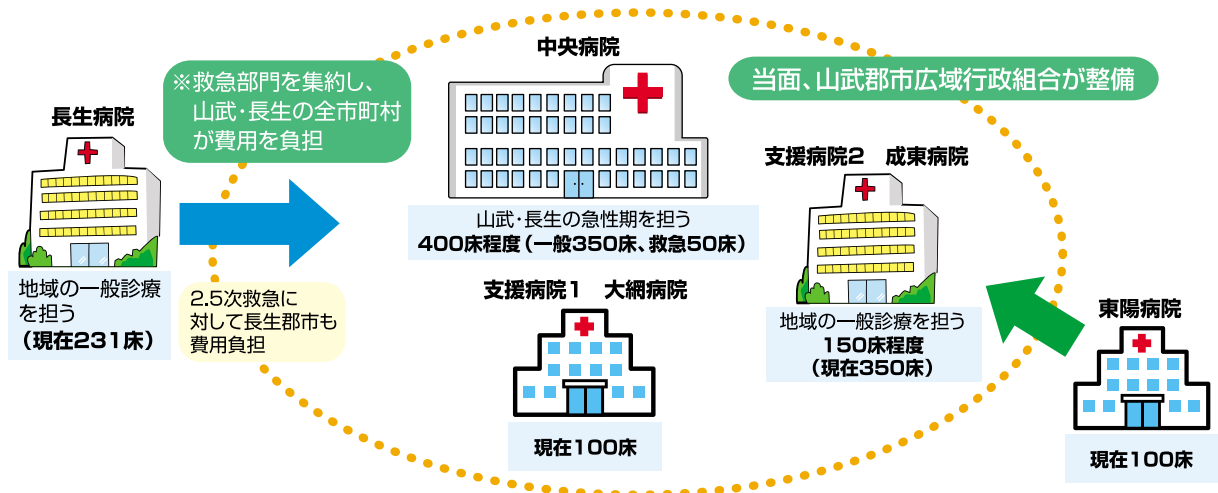 中央病院
※救急部門を集約し、
山武・長生の全市町村
が費用を負担
当面、山武郡市広域行政組合が整備
長生病院
支援病院2　成東病院
山武・長生の急性期を担う
400床程度（一般350床、救急50床）
地域の一般診療
を担う
（現在231床）
2.5次救急に
対して長生郡市も
費用負担
支援病院1　大網病院
現在100床
地域の一般診療を担う
150床程度
（現在350床）
東陽病院
現在100床